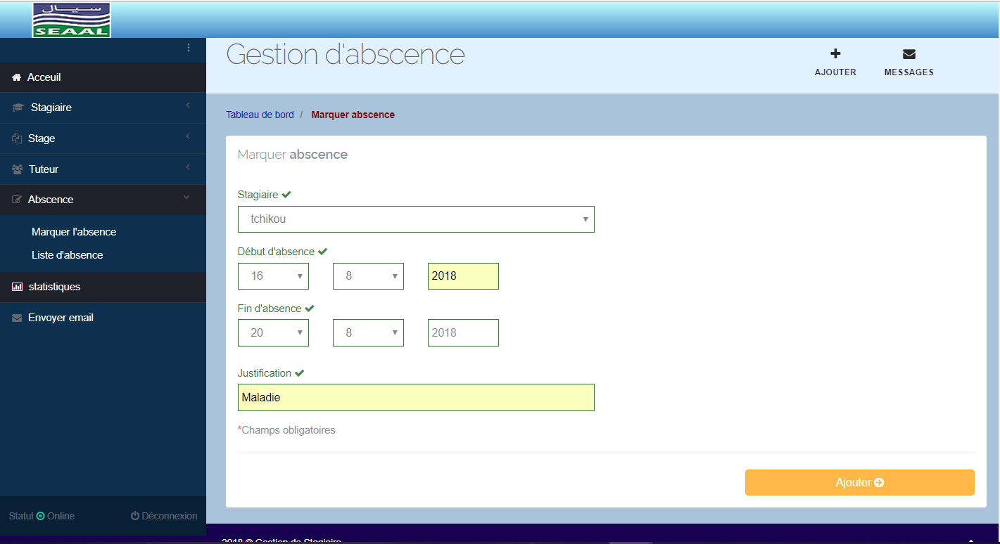 سيال
SEAAL
Gestion d'abscence
AJOUTER
MESSAGES
Acceuil
Stagiaire
Stage
Tuteur
Abscence
Marquer l'absence
Liste d'absence
statistiques
Envoyer email
Statut Online
Déconnexion
Tableau de bord / Marquer abscence
Marquer abscence
Stagiaire
tchikou
Début d'absence
16 8 2018
Fin d'absence
20 8 2018
Justification
Maladie
*Champs obligatoires
Ajouter
2018 © Gestion de Stagiaire